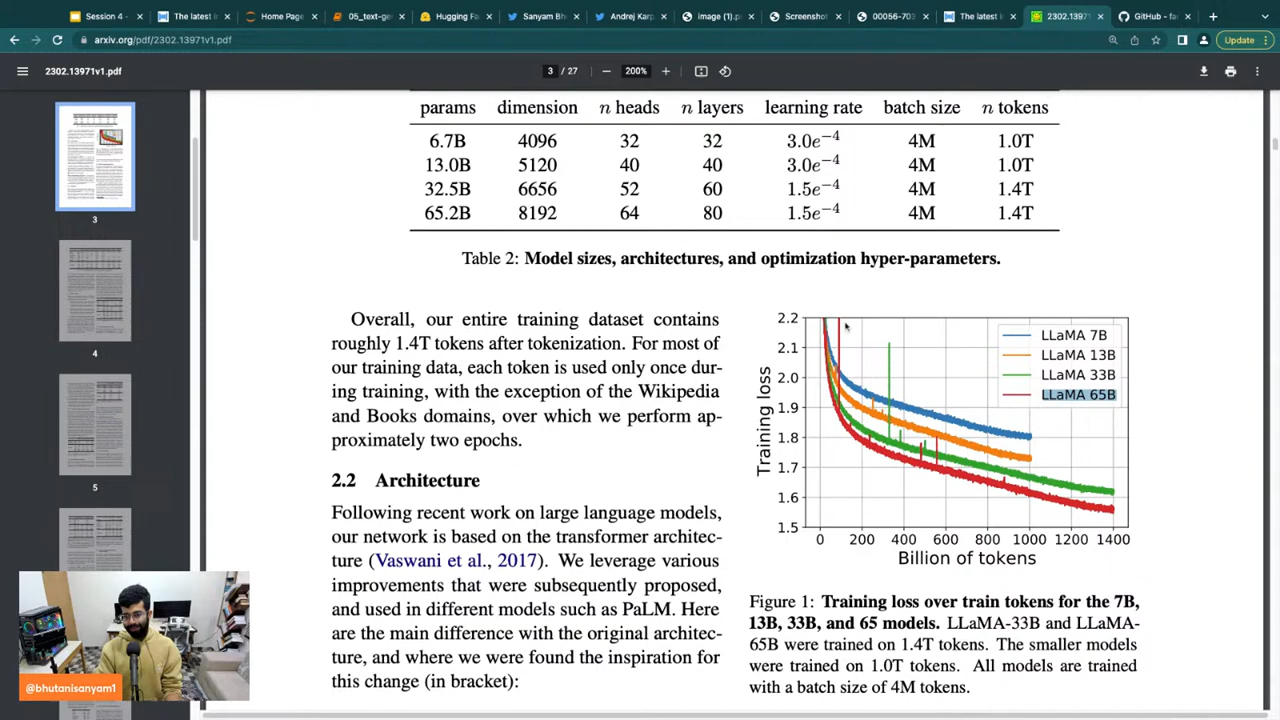 Session 4 -
The latest i
Home Page
05_text-ge
Hugging Fa
Sanyam Bh
Andrej Karp
image (1).p
Screenshot
00056-703
The latest i
2302.13971
GitHub - fa
arxiv.org/pdf/2302.13971v1.pdf
Update
2302.13971v1.pdf
3 / 27
200%
params dimension n heads n layers learning rate batch size n tokens
6.7B 4096 32 32 3.0e−4 4M 1.0T
13.0B 5120 40 40 3.0e−4 4M 1.0T
32.5B 6656 52 60 1.5e−4 4M 1.4T
65.2B 8192 64 80 1.5e−4 4M 1.4T
Table 2: Model sizes, architectures, and optimization hyper-parameters.
Overall, our entire training dataset contains
roughly 1.4T tokens after tokenization. For most of
our training data, each token is used only once dur-
ing training, with the exception of the Wikipedia
and Books domains, over which we perform ap-
proximately two epochs.
2.2 Architecture
Following recent work on large language models,
our network is based on the transformer architec-
ture (Vaswani et al., 2017). We leverage various
improvements that were subsequently proposed,
and used in different models such as PaLM. Here
are the main difference with the original architec-
ture, and where we were found the inspiration for
this change (in bracket):
2.2
2.1
2.0
1.9
1.8
1.7
1.6
1.5
Training loss
LLaMA 7B
LLaMA 13B
LLaMA 33B
LLaMA 65B
0 200 400 600 800 1000 1200 1400
Billion of tokens
Figure 1: Training loss over train tokens for the 7B,
13B, 33B, and 65 models. LLaMA-33B and LLaMA-
65B were trained on 1.4T tokens. The smaller models
were trained on 1.0T tokens. All models are trained
with a batch size of 4M tokens.
3
4
5
@bhutanisanyam1